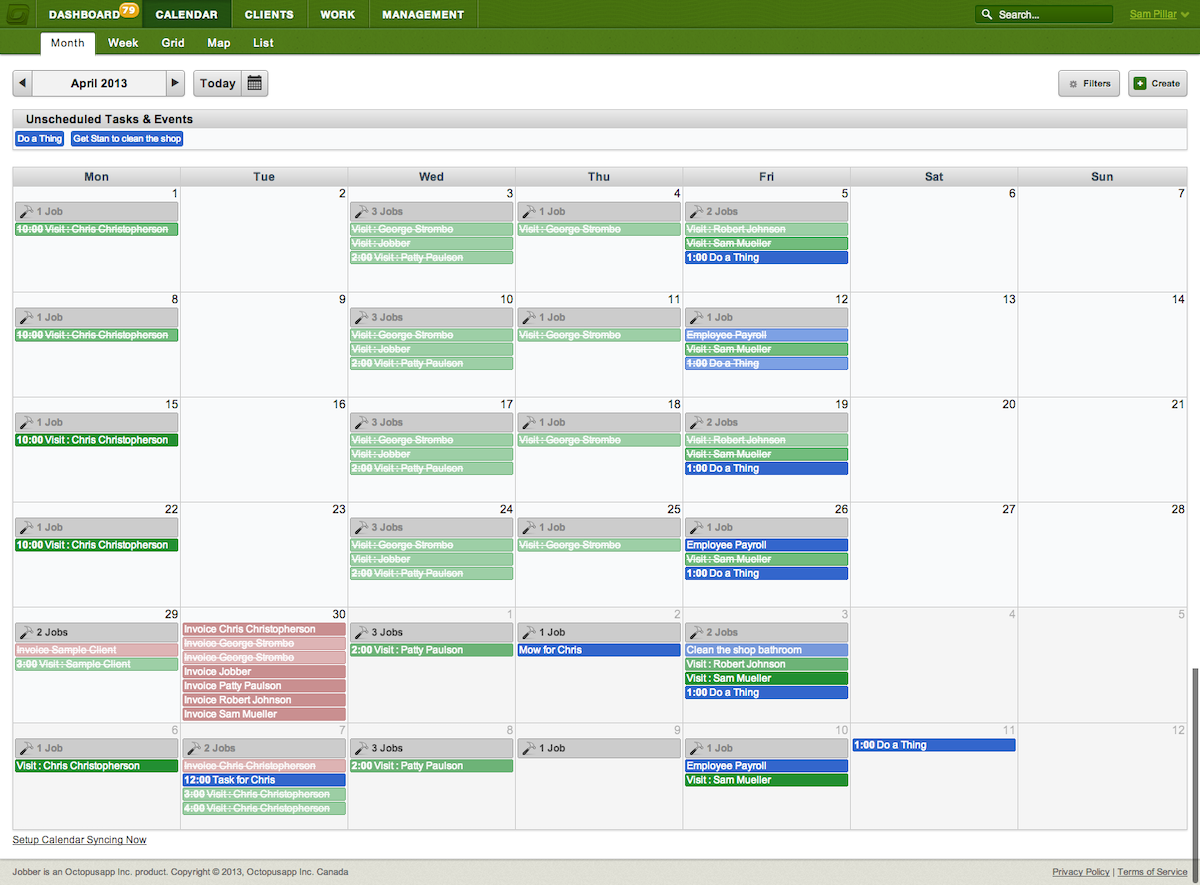 DASHBOARD 79 CALENDAR CLIENTS WORK MANAGEMENT Search... Sam Pillar
Month Week Grid Map List
April 2013 Today Filters Create
Unscheduled Tasks & Events
Do a Thing Get Stan to clean the shop
Mon Tue Wed Thu Fri Sat Sun
1 2 3 4 5 6 7
1 Job 3 Jobs 1 Job 2 Jobs
10:00 Visit : Chris Christopherson Visit : George Strombo Visit : George Strombo Visit : Robert Johnson
Visit : Jobber Visit : Sam Mueller
2:00 Visit : Patty Paulson 1:00 Do a Thing
8 9 10 11 12 13 14
1 Job 3 Jobs 1 Job 1 Job
10:00 Visit : Chris Christopherson Visit : George Strombo Visit : George Strombo Employee Payroll
Visit : Jobber Visit : Sam Mueller
2:00 Visit : Patty Paulson 1:00 Do a Thing
15 16 17 18 19 20 21
1 Job 3 Jobs 1 Job 2 Jobs
10:00 Visit : Chris Christopherson Visit : George Strombo Visit : George Strombo Visit : Robert Johnson
Visit : Jobber Visit : Sam Mueller
2:00 Visit : Patty Paulson 1:00 Do a Thing
22 23 24 25 26 27 28
1 Job 3 Jobs 1 Job 1 Job
10:00 Visit : Chris Christopherson Visit : George Strombo Visit : George Strombo Employee Payroll
Visit : Jobber Visit : Sam Mueller
2:00 Visit : Patty Paulson 1:00 Do a Thing
29 30 1 2 3 4 5
2 Jobs Invoice Chris Christopherson 3 Jobs 1 Job 2 Jobs
Invoice Sample Client Invoice George Strombo 2:00 Visit : Patty Paulson Mow for Chris Clean the shop bathroom
3:00 Visit : Sample Client Invoice George Strombo Visit : Robert Johnson
Invoice Jobber Visit : Sam Mueller
Invoice Patty Paulson 1:00 Do a Thing
Invoice Robert Johnson
Invoice Sam Mueller
6 7 8 9 10 11 12
1 Job 2 Jobs 3 Jobs 1 Job 1 Job 1:00 Do a Thing
Visit : Chris Christopherson Invoice Chris Christopherson 2:00 Visit : Patty Paulson Employee Payroll
12:00 Task for Chris Visit : Sam Mueller
3:00 Visit : Chris Christopherson
4:00 Visit : Chris Christopherson
Setup Calendar Syncing Now
Jobber is an Octopusapp Inc. product. Copyright © 2013, Octopusapp Inc. Canada Privacy Policy | Terms of Service